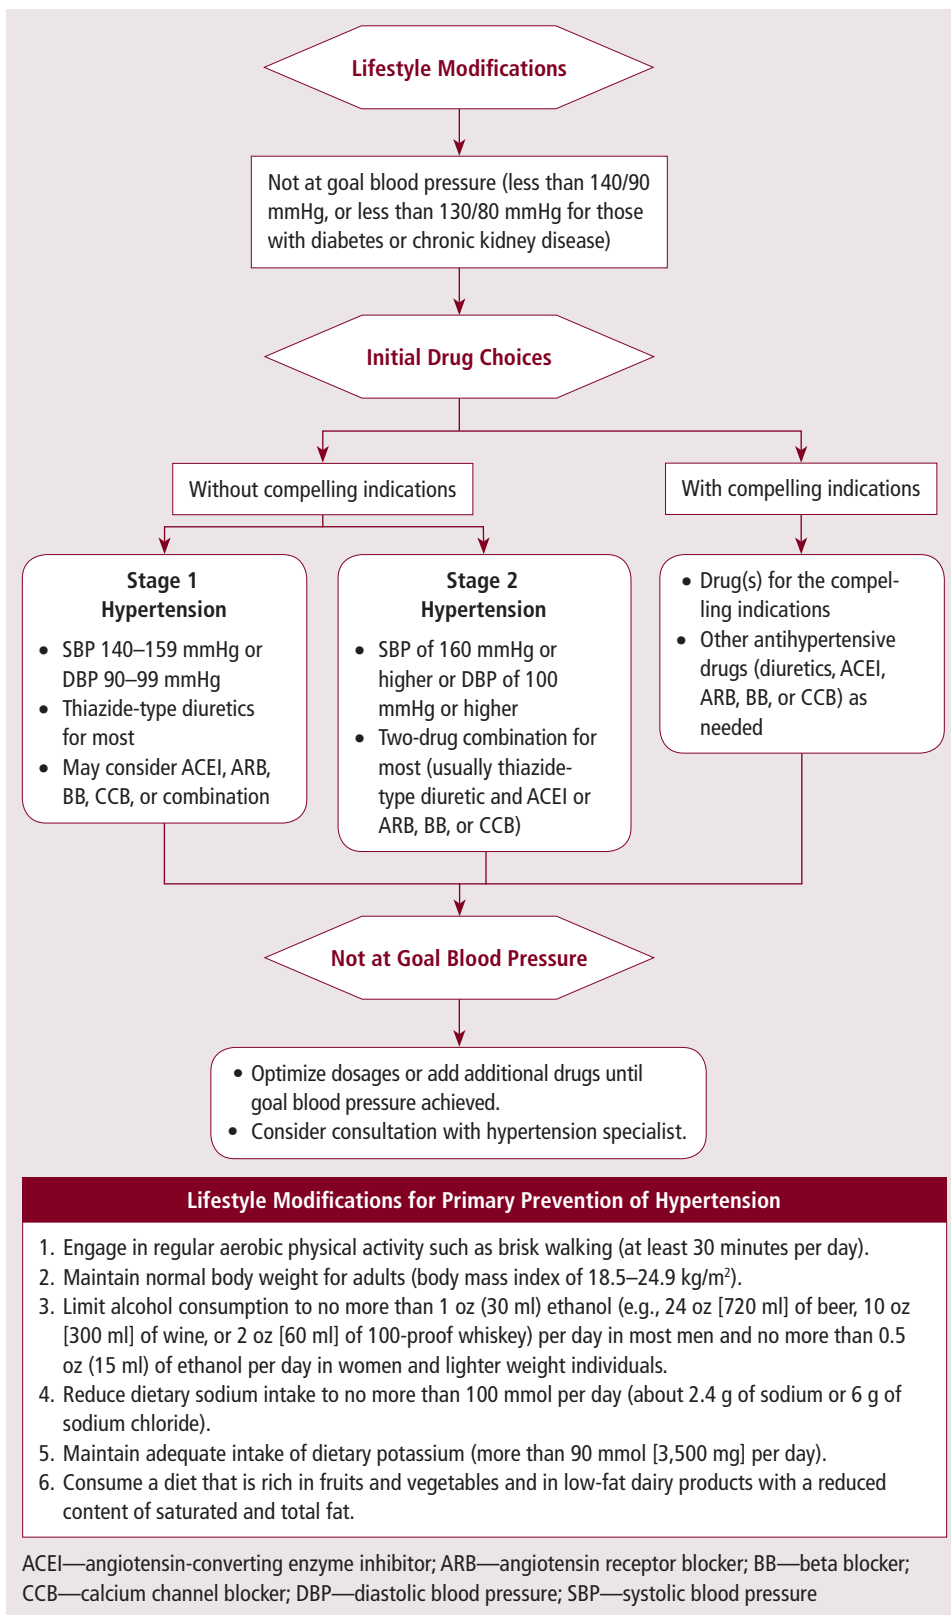 Lifestyle Modifications
Not at goal blood pressure (less than 140/90
mmHg, or less than 130/80 mmHg for those
with diabetes or chronic kidney disease)
Initial Drug Choices
Without compelling indications
With compelling indications
Stage 1
Hypertension
• SBP 140–159 mmHg or
DBP 90–99 mmHg
• Thiazide-type diuretics
for most
• May consider ACEI, ARB,
BB, CCB, or combination
Stage 2
Hypertension
• SBP of 160 mmHg or
higher or DBP of 100
mmHg or higher
• Two-drug combination for
most (usually thiazide-
type diuretic and ACEI or
ARB, BB, or CCB)
• Drug(s) for the compel-
ling indications
• Other antihypertensive
drugs (diuretics, ACEI,
ARB, BB, or CCB) as
needed
Not at Goal Blood Pressure
• Optimize dosages or add additional drugs until
goal blood pressure achieved.
• Consider consultation with hypertension specialist.
Lifestyle Modifications for Primary Prevention of Hypertension
1. Engage in regular aerobic physical activity such as brisk walking (at least 30 minutes per day).
2. Maintain normal body weight for adults (body mass index of 18.5–24.9 kg/m²).
3. Limit alcohol consumption to no more than 1 oz (30 ml) ethanol (e.g., 24 oz [720 ml] of beer, 10 oz
[300 ml] of wine, or 2 oz [60 ml] of 100-proof whiskey) per day in most men and no more than 0.5
oz (15 ml) of ethanol per day in women and lighter weight individuals.
4. Reduce dietary sodium intake to no more than 100 mmol per day (about 2.4 g of sodium or 6 g of
sodium chloride).
5. Maintain adequate intake of dietary potassium (more than 90 mmol [3,500 mg] per day).
6. Consume a diet that is rich in fruits and vegetables and in low-fat dairy products with a reduced
content of saturated and total fat.
ACEI—angiotensin-converting enzyme inhibitor; ARB—angiotensin receptor blocker; BB—beta blocker;
CCB—calcium channel blocker; DBP—diastolic blood pressure; SBP—systolic blood pressure